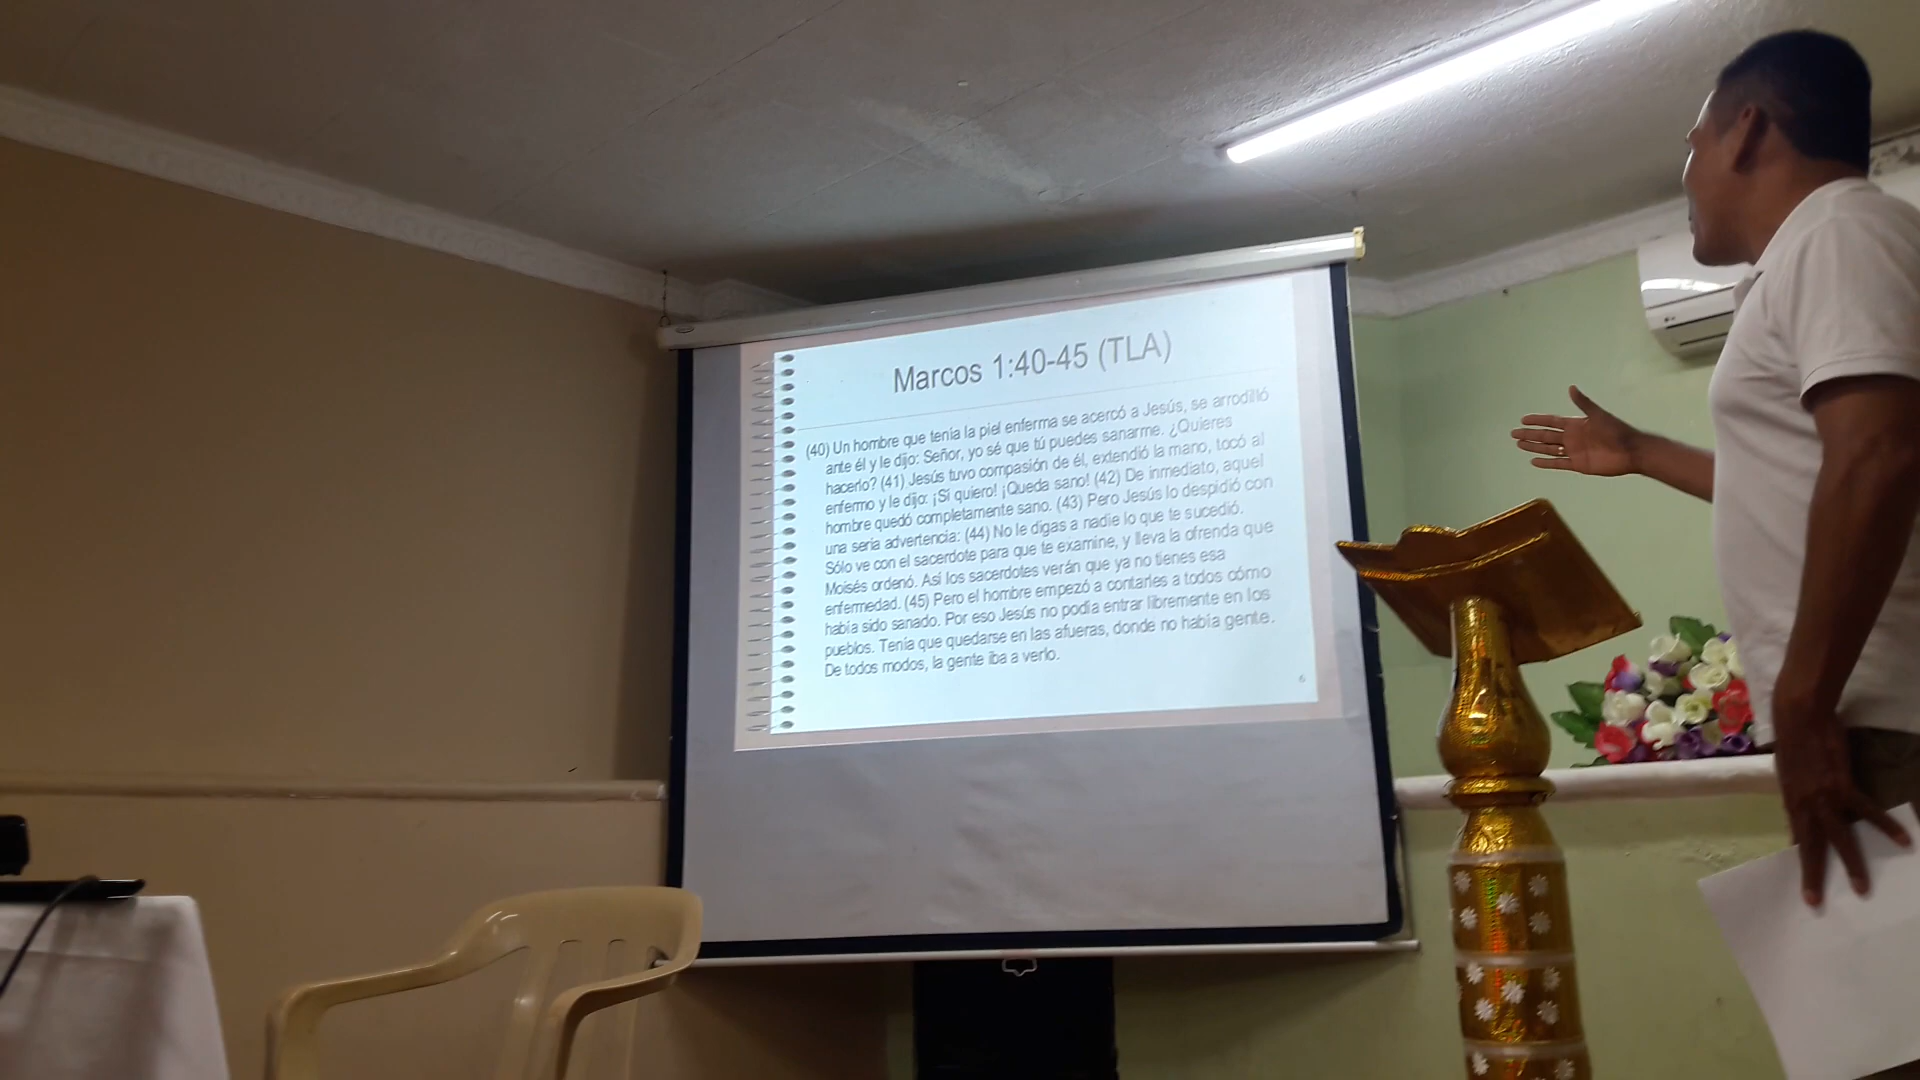 Marcos 1:40-45 (TLA)
(40) Un hombre que tenía la piel enferma se acercó a Jesús, se arrodilló
ante él y le dijo: Señor, yo sé que tú puedes sanarme. ¿Quieres
hacerlo? (41) Jesús tuvo compasión de él, extendió la mano, tocó al
enfermo y le dijo: ¡Sí quiero! ¡Queda sano! (42) De inmediato, aquel
hombre quedó completamente sano. (43) Pero Jesús lo despidió con
una seria advertencia: (44) No le digas a nadie lo que te sucedió.
Sólo ve con el sacerdote para que te examine, y lleva la ofrenda que
Moisés ordenó. Así los sacerdotes verán que ya no tienes esa
enfermedad. (45) Pero el hombre empezó a contarles a todos cómo
había sido sanado. Por eso Jesús no podía entrar libremente en los
pueblos. Tenía que quedarse en las afueras, donde no había gente.
De todos modos, la gente iba a verlo.
6